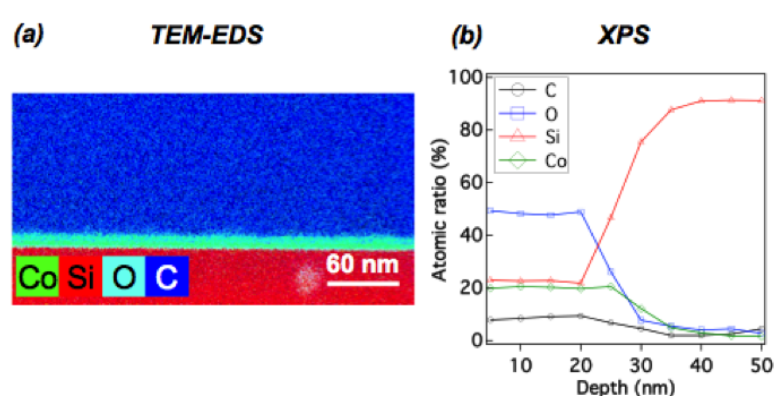 (a) TEM-EDS
Co Si O C
60 nm
(b) XPS
Atomic ratio (%)
100
80
60
40
20
0
C
O
Si
Co
10 20 30 40 50
Depth (nm)